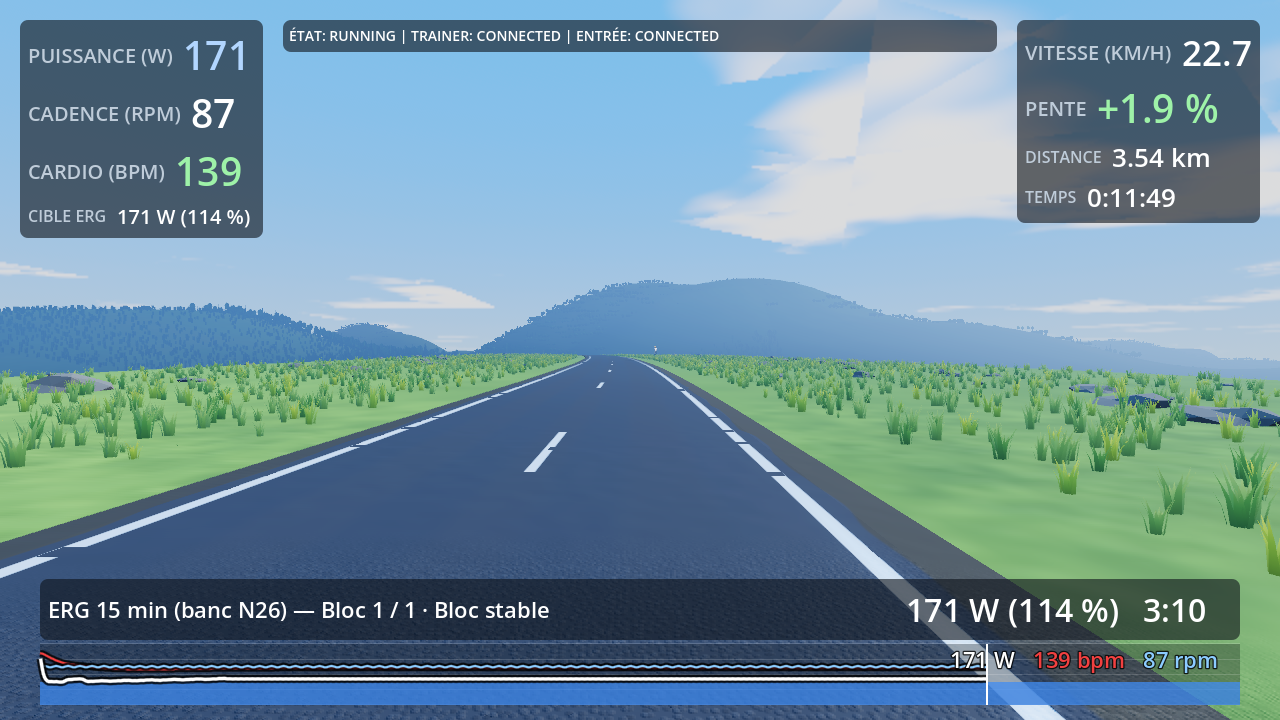 PUISSANCE (W) 171
CADENCE (RPM) 87
CARDIO (BPM) 139
CIBLE ERG 171 W (114 %)
ÉTAT: RUNNING | TRAINER: CONNECTED | ENTRÉE: CONNECTED
VITESSE (KM/H) 22.7
PENTE +1.9 %
DISTANCE 3.54 km
TEMPS 0:11:49
ERG 15 min (banc N26) — Bloc 1 / 1 · Bloc stable 171 W (114 %) 3:10
171 W 139 bpm 87 rpm